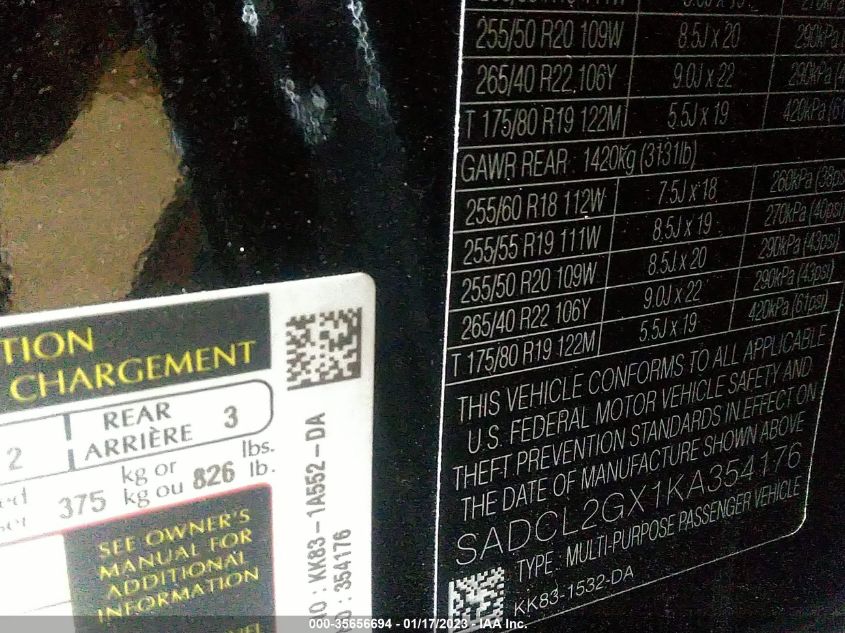 255/50 R20 109W 8.5J x 20 290kPa
265/40 R22 106Y 9.0J x 22 290kPa
T 175/80 R19 122M 5.5J x 19 420kPa (61
GAWR REAR : 1420Kg (3131lb)
255/60 R18 112W 7.5J x 18 260kPa (38psi
255/55 R19 111W 8.5J x 19 270kPa (40psi)
255/50 R20 109W 8.5J x 20 290kPa (43psi)
265/40 R22 106Y 9.0J x 22 290kPa (43psi)
T 175/80 R19 122M 5.5J x 19 420kPa (61psi)
THIS VEHICLE CONFORMS TO ALL APPLICABLE
U.S. FEDERAL MOTOR VEHICLE SAFETY AND
THEFT PREVENTION STANDARDS IN EFFECT ON
THE DATE OF MANUFACTURE SHOWN ABOVE
SADCL2GX1KA354176
TYPE : MULTI-PURPOSE PASSENGER VEHICLE
KK83-1532-DA
TION
CHARGEMENT
2 REAR 3
ARRIÈRE
375 kg or 826 lbs.
kg ou lb.
SEE OWNER'S
MANUAL FOR
ADDITIONAL
INFORMATION
KK83-1A552-DA
354176
000-35656694 - 01/17/2023 - IAA Inc.